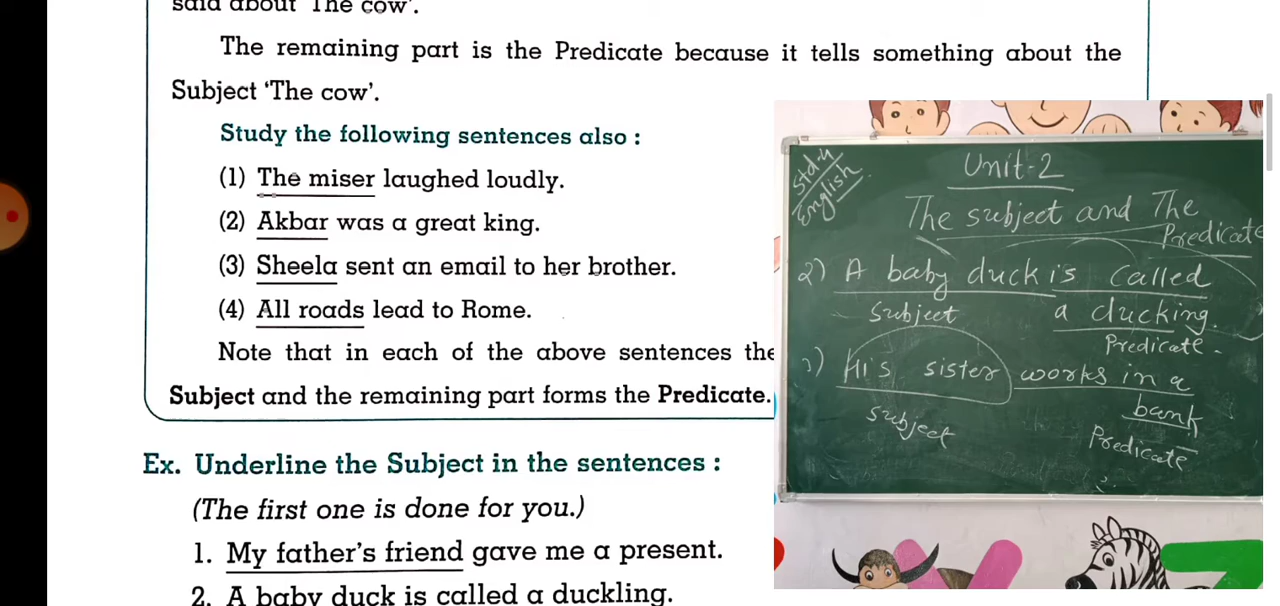 said about 'The cow'.
The remaining part is the Predicate because it tells something about the
Subject 'The cow'.
Study the following sentences also :
(1) The miser laughed loudly.
(2) Akbar was a great king.
(3) Sheela sent an email to her brother.
(4) All roads lead to Rome.
Note that in each of the above sentences the
Subject and the remaining part forms the Predicate.
Ex. Underline the Subject in the sentences :
(The first one is done for you.)
1. My father's friend gave me a present.
2. A baby duck is called a duckling.
Std-4
English
Unit-2
The subject and The
Predicate
2) A baby duck is called
subject
a ducking.
Predicate.
3) His sister works in a
bank
subject
Predicate